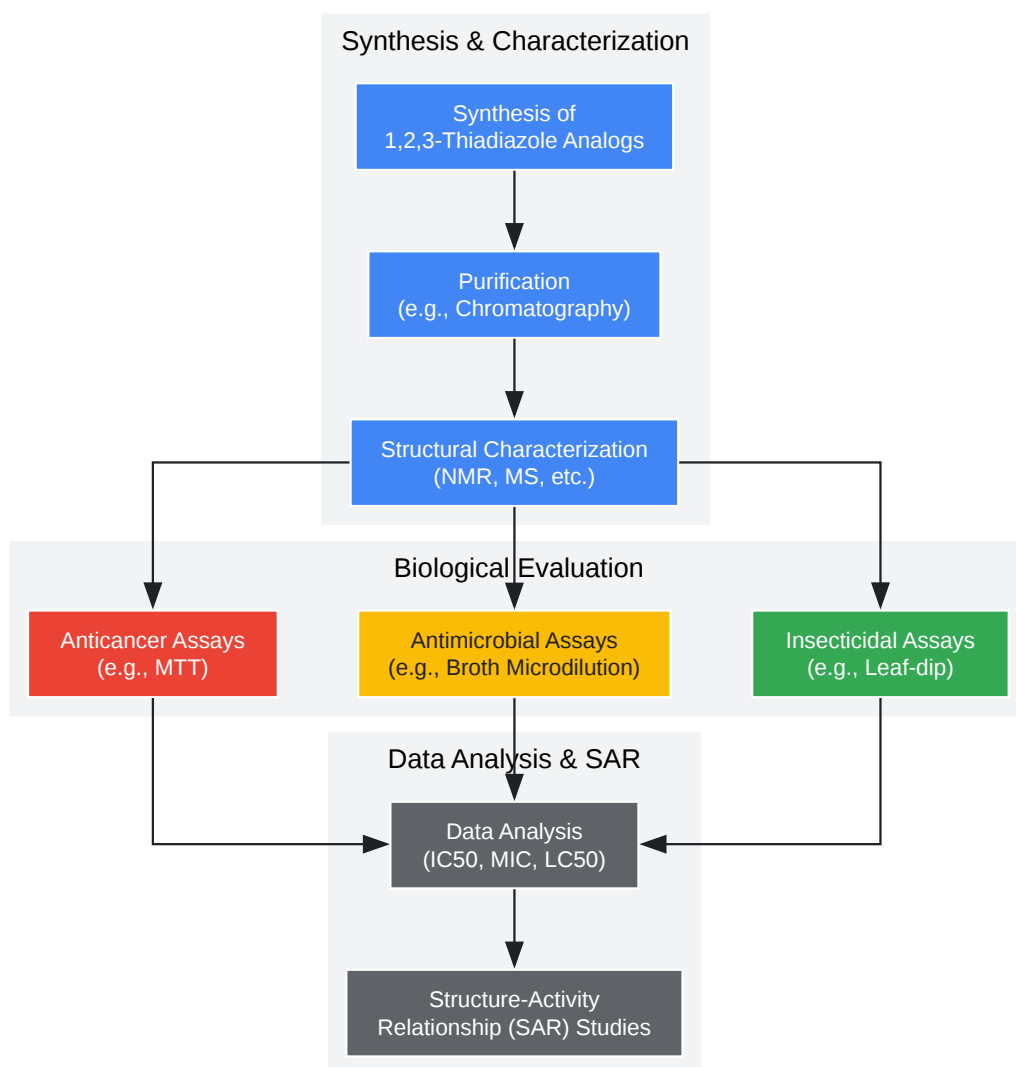 Synthesis & Characterization
Synthesis of
1,2,3-Thiadiazole Analogs
Purification
(e.g., Chromatography)
Structural Characterization
(NMR, MS, etc.)
Biological Evaluation
Anticancer Assays
(e.g., MTT)
Antimicrobial Assays
(e.g., Broth Microdilution)
Insecticidal Assays
(e.g., Leaf-dip)
Data Analysis & SAR
Data Analysis
(IC50, MIC, LC50)
Structure-Activity
Relationship (SAR) Studies